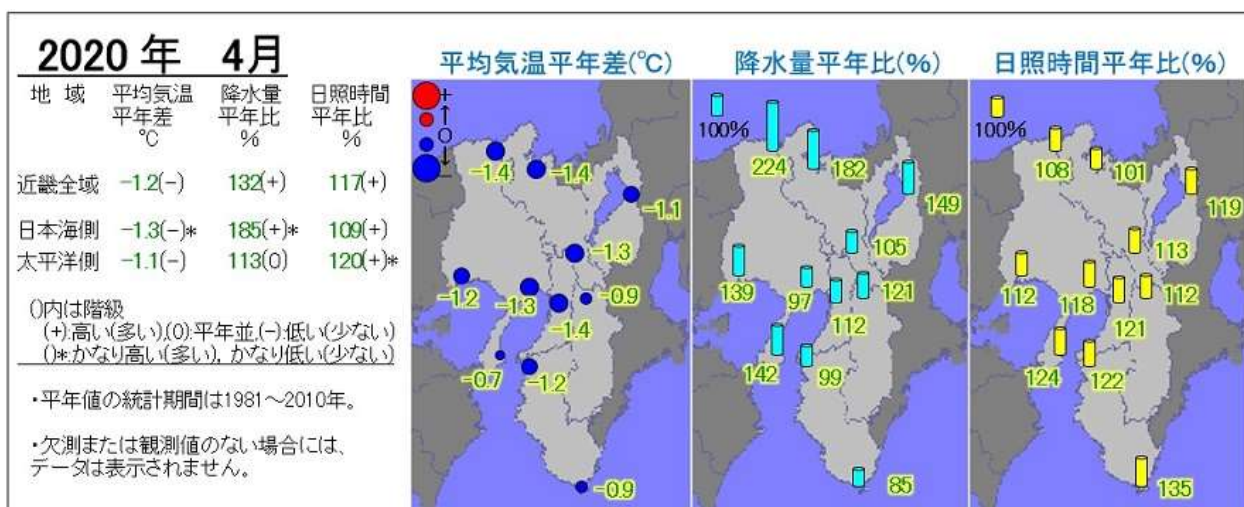 2020 年 4月
地 域 平均気温 降水量 日照時間
平年差 平年比 平年比
℃ % %
近畿全域 -1.2(-) 132(+) 117(+)
日本海側 -1.3(-)* 185(+)* 109(+)
太平洋側 -1.1(-) 113(0) 120(+)*
()内は階級
(+):高い(多い),(0):平年並,(-):低い(少ない)
()*:かなり高い(多い), かなり低い(少ない)
・平年値の統計期間は1981~2010年。
・欠測または観測値のない場合には、
データは表示されません。
平均気温平年差(℃)
+
↑
0
↓
-
-1.4
-1.4
-1.1
-1.3
-1.2
-1.3
-0.9
-1.4
-0.7
-1.2
-0.9
降水量平年比(%)
100%
224
182
149
105
139
97
121
112
142
99
85
日照時間平年比(%)
100%
108
101
119
113
112
118
112
121
124
122
135